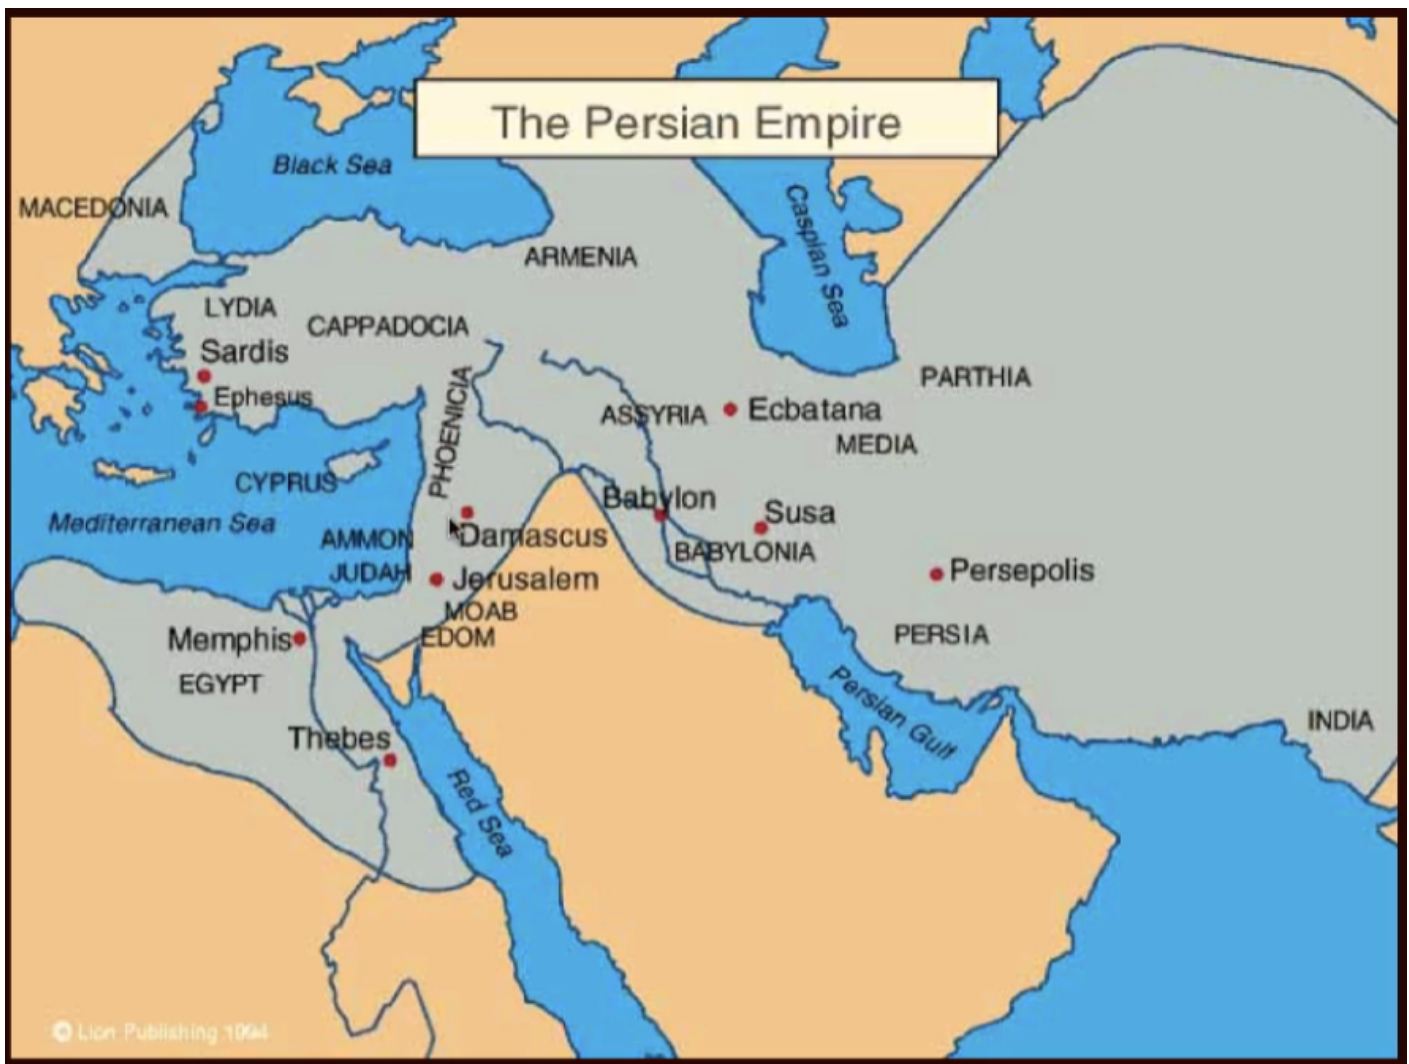 The Persian Empire
Black Sea
Caspian Sea
MACEDONIA
ARMENIA
LYDIA
CAPPADOCIA
Sardis
Ephesus
PHOENICIA
PARTHIA
ASSYRIA
Ecbatana
MEDIA
CYPRUS
Babylon
Susa
Mediterranean Sea
AMMON
Damascus
BABYLONIA
JUDAH
Jerusalem
Persepolis
MOAB
EDOM
Memphis
PERSIA
EGYPT
Persian Gulf
INDIA
Thebes
Red Sea
© Lion Publishing 1994